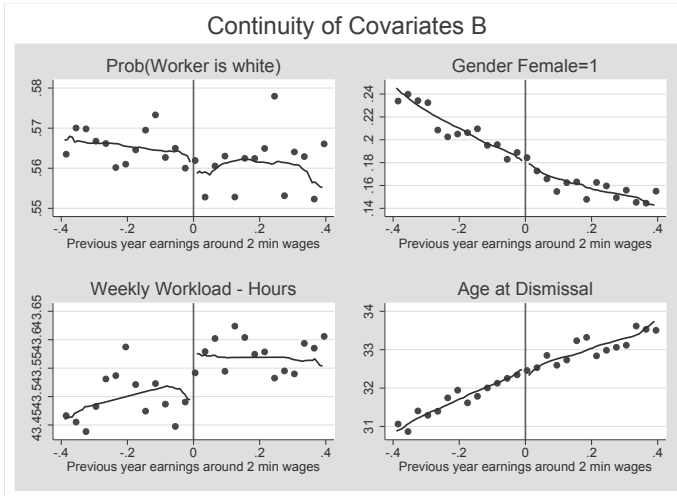 Continuity of Covariates B
Prob(Worker is white)
.58
.57
.56
.55
-.4 -.2 0 .2 .4
Previous year earnings around 2 min wages
Gender Female=1
.24
.22
.2
.18
.16
.14
-.4 -.2 0 .2 .4
Previous year earnings around 2 min wages
Weekly Workload - Hours
43.4543.543.5543.643.65
-.4 -.2 0 .2 .4
Previous year earnings around 2 min wages
Age at Dismissal
34
33
32
31
-.4 -.2 0 .2 .4
Previous year earnings around 2 min wages